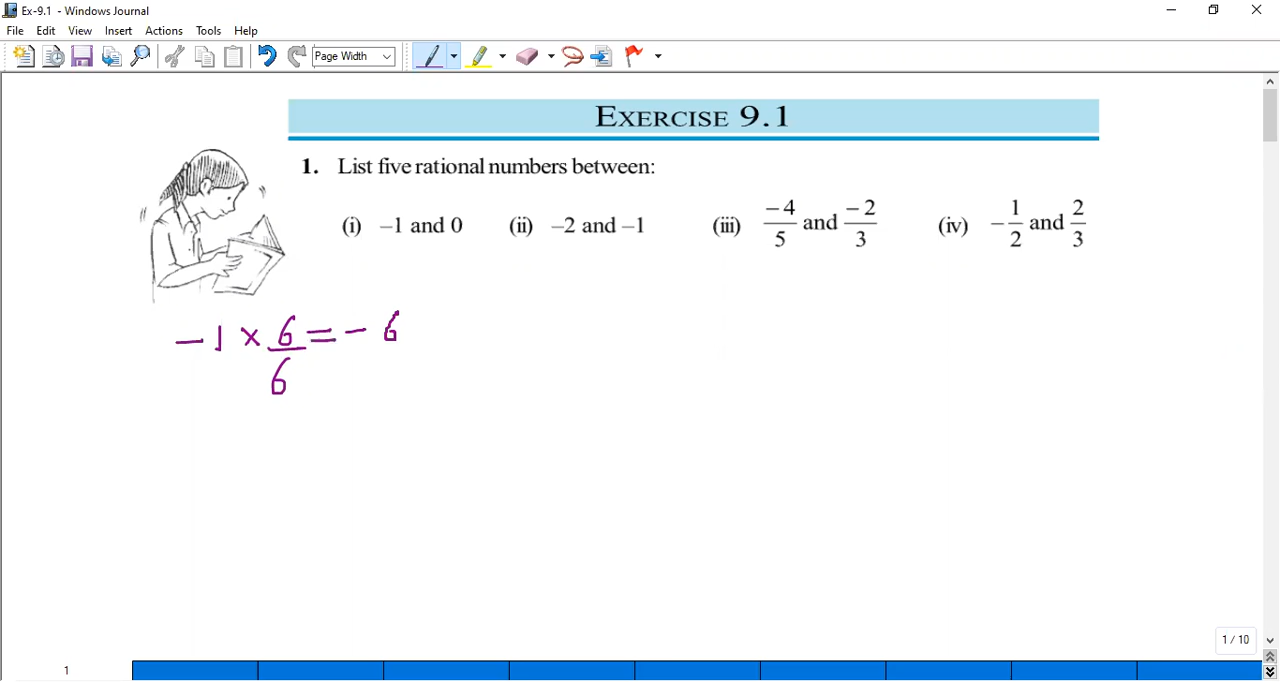 Ex-9.1 - Windows Journal
File Edit View Insert Actions Tools Help
Page Width
EXERCISE 9.1
1. List five rational numbers between:
(i) –1 and 0 (ii) –2 and –1 (iii) -4/5 and -2/3 (iv) -1/2 and 2/3
-1 × 6/6 = - 6
1 / 10
1